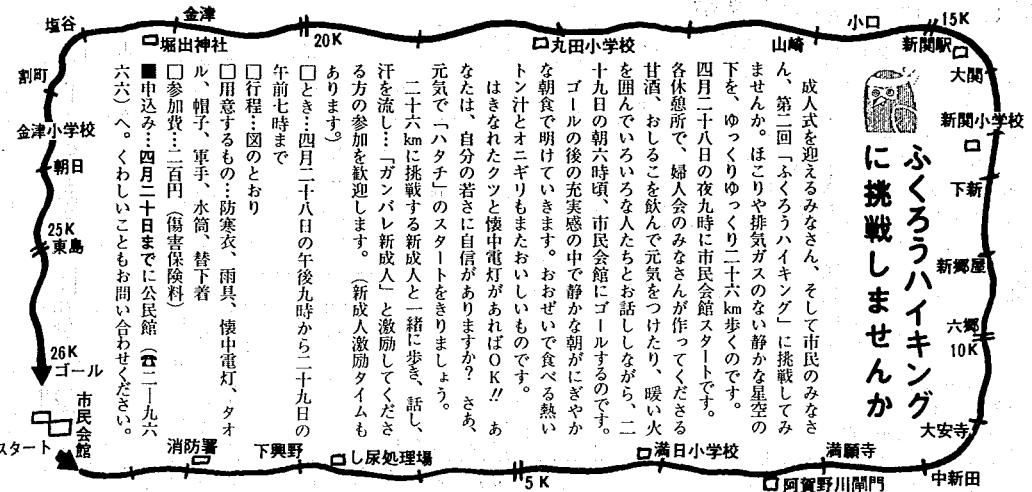 ふくろうハイキング
に挑戦しませんか
成人式を迎えるみなさん、そして市民のみなさ
ん、第二回「ふくろうハイキング」に挑戦してみ
ませんか。ほこりや排気ガスのない静かな星空の
下を、ゆっくりゆっくり二十六km歩くのです。
四月二十八日の夜九時に市民会館スタートです。
各休憩所で、婦人会のみなさんが作ってくださる
甘酒、おしるこを飲んで元気をつけたり、暖い火
を囲んでいろいろな人たちとお話ししながら、二
十九日の朝六時頃、市民会館にゴールするのです。
ゴールの後の充実感の中で静かな朝がにぎやか
な朝食で明けていきます。おおぜいで食べる熱い
トン汁とオニギリもまたおいしいものです。
はきなれたクツと懐中電灯があればOK!! あ
なたは、自分の若さに自信がありますか? さあ、
元気で「ハタチ」のスタートをきりましょう。
二十六kmに挑戦する新成人と一緒に歩き、話し、
汗を流し…「ガンバレ新成人」と激励してくださ
る方の参加を歓迎します。(新成人激励タイムも
あります。)
□とき…四月二十八日の午後九時から二十九日の
午前七時まで
□行程…図のとおり
□用意するもの…防寒衣、雨具、懐中電灯、タオ
ル、帽子、軍手、水筒、替下着
□参加費…二百円(傷害保険料)
■申込み…四月二十日までに公民館(☎二―九六
六六)へ。くわしいこともお問い合わせください。
スタート
市民会館
消防署
下興野
し尿処理場
5K
満日小学校
阿賀野川閘門
満願寺
中新田
大安寺
10K
六郷
新郷屋
下新
新関小学校
大関
新関駅
15K
小口
山崎
丸田小学校
20K
金津
堀出神社
塩谷
割町
金津小学校
朝日
25K
東島
26K
ゴール